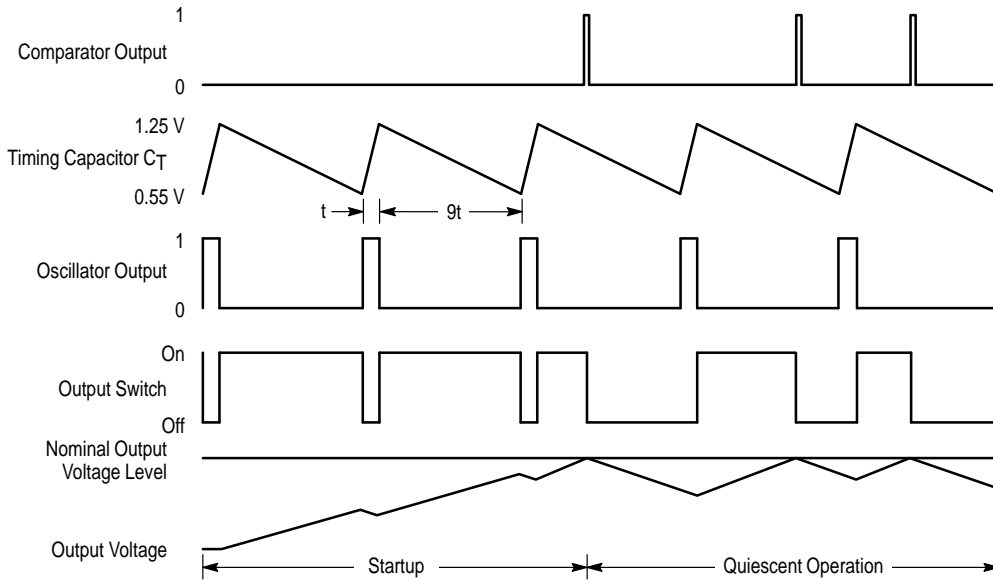 1
Comparator Output
0
1.25 V
Timing Capacitor CT
0.55 V
t
9t
1
Oscillator Output
0
On
Output Switch
Off
Nominal Output
Voltage Level
Output Voltage
Startup
Quiescent Operation